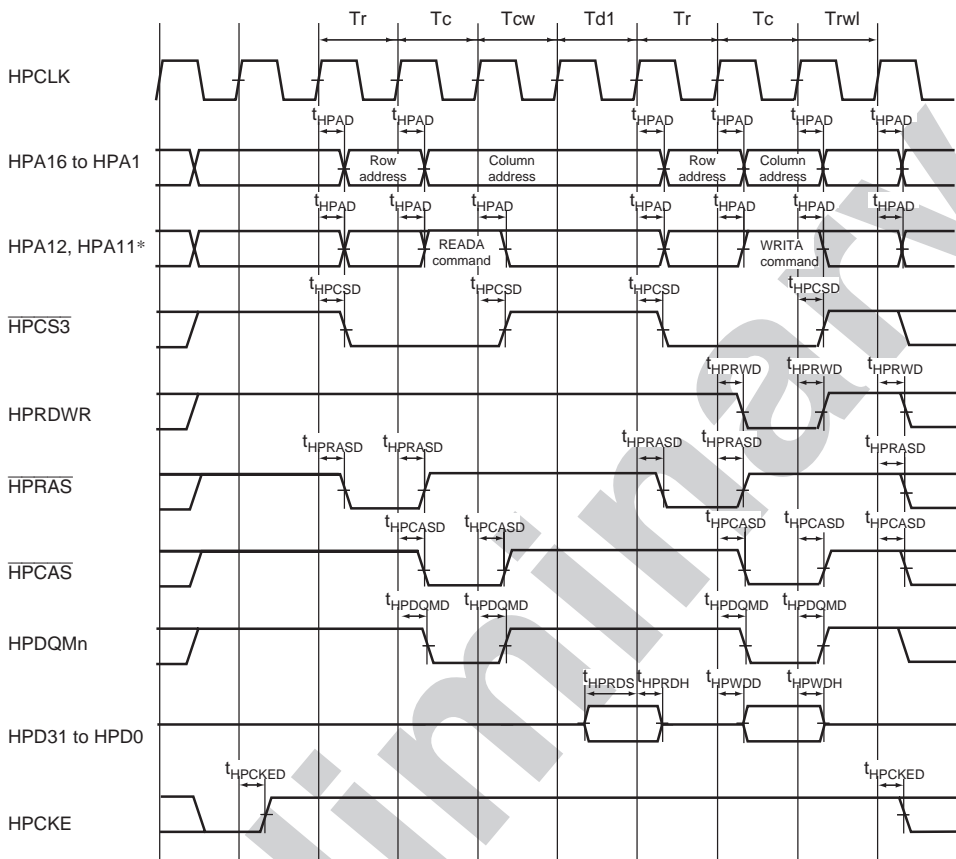 Tr Tc Tcw Td1 Tr Tc Trwl
HPCLK
tHPAD tHPAD tHPAD tHPAD tHPAD tHPAD
HPA16 to HPA1
Row address
Column address
Row address
Column address
tHPAD tHPAD tHPAD tHPAD tHPAD tHPAD tHPAD
HPA12, HPA11*
READA command
WRITA command
tHPCSD tHPCSD tHPCSD tHPCSD
HPCS3
tHPRWD tHPRWD tHPRWD
HPRDWR
tHPRASD tHPRASD tHPRASD tHPRASD tHPRASD
HPRAS
tHPCASD tHPCASD tHPCASD tHPCASD tHPCASD
HPCAS
tHPDQMD tHPDQMD tHPDQMD tHPDQMD
HPDQMn
tHPRDS tHPRDH tHPWDD tHPWDH
HPD31 to HPD0
tHPCKED tHPCKED
HPCKE
liminary